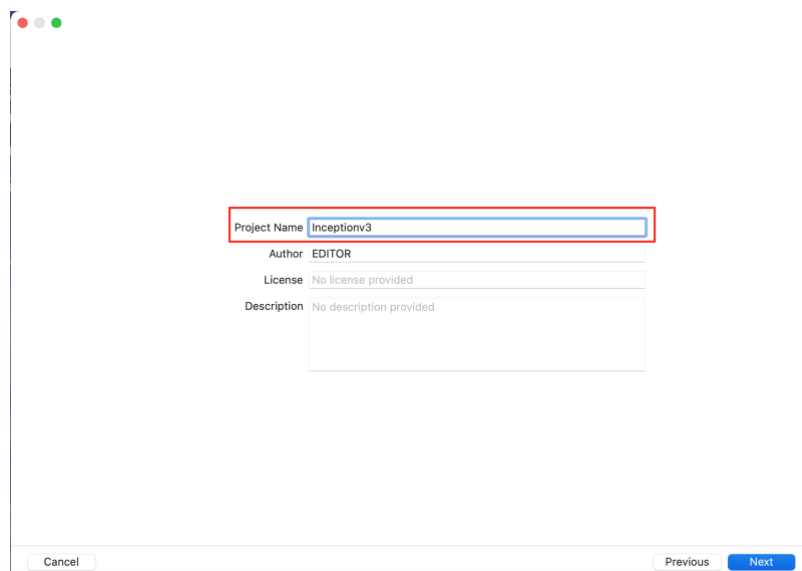 Project Name Inceptionv3
Author EDITOR
License No license provided
Description No description provided
Cancel Previous Next